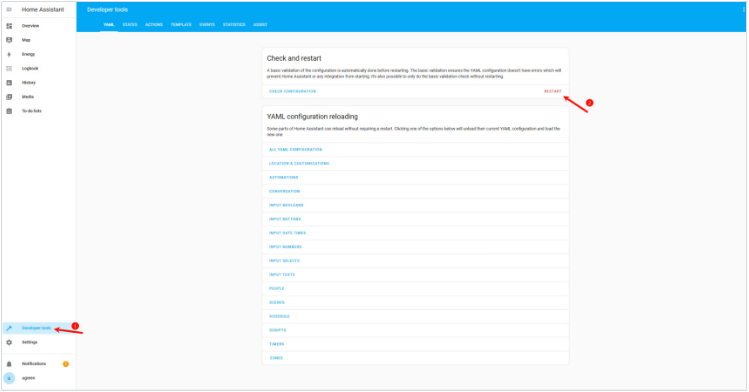 Home Assistant
Developer tools
YAML STATES ACTIONS TEMPLATE EVENTS STATISTICS ASSIST
Overview
Map
Energy
Logbook
History
Media
To-do lists
Check and restart
A basic validation of the configuration is automatically done before restarting. The basic validation ensures the YAML configuration doesn't have errors which will
prevent Home Assistant or any integration from starting. It's also possible to only do the basic validation check without restarting.
CHECK CONFIGURATION
RESTART
2
YAML configuration reloading
Some parts of Home Assistant can reload without requiring a restart. Clicking one of the options below will unload their current YAML configuration and load the
new one.
ALL YAML CONFIGURATION
LOCATION & CUSTOMIZATIONS
AUTOMATIONS
CONVERSATION
INPUT BOOLEANS
INPUT BUTTONS
INPUT DATE TIMES
INPUT NUMBERS
INPUT SELECTS
INPUT TEXTS
PEOPLE
SCENES
SCHEDULE
SCRIPTS
TIMERS
ZONES
Developer tools
1
Settings
Notifications